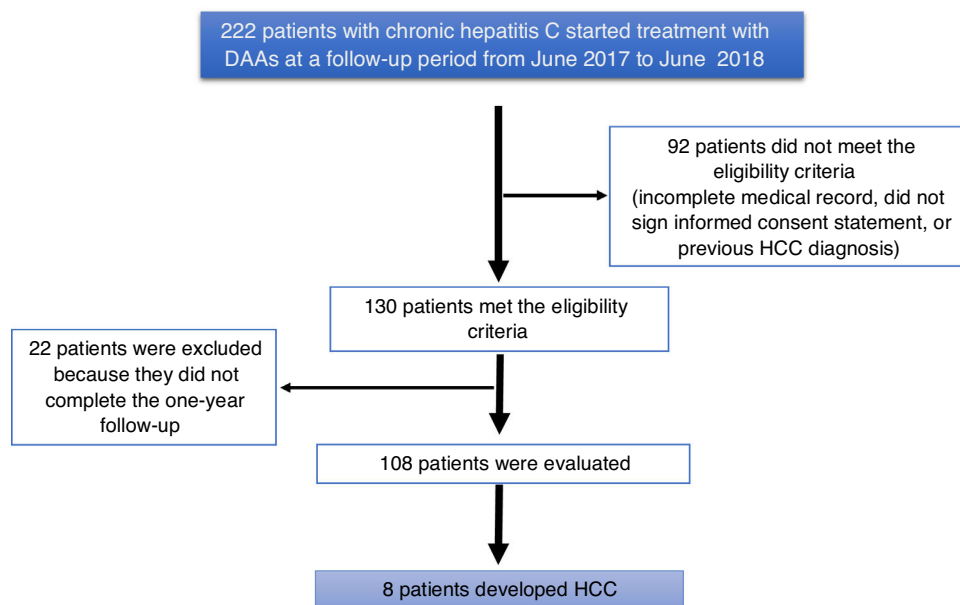 222 patients with chronic hepatitis C started treatment with
DAAs at a follow-up period from June 2017 to June 2018
92 patients did not meet the
eligibility criteria
(incomplete medical record, did not
sign informed consent statement, or
previous HCC diagnosis)
130 patients met the eligibility
criteria
22 patients were excluded
because they did not
complete the one-year
follow-up
108 patients were evaluated
8 patients developed HCC